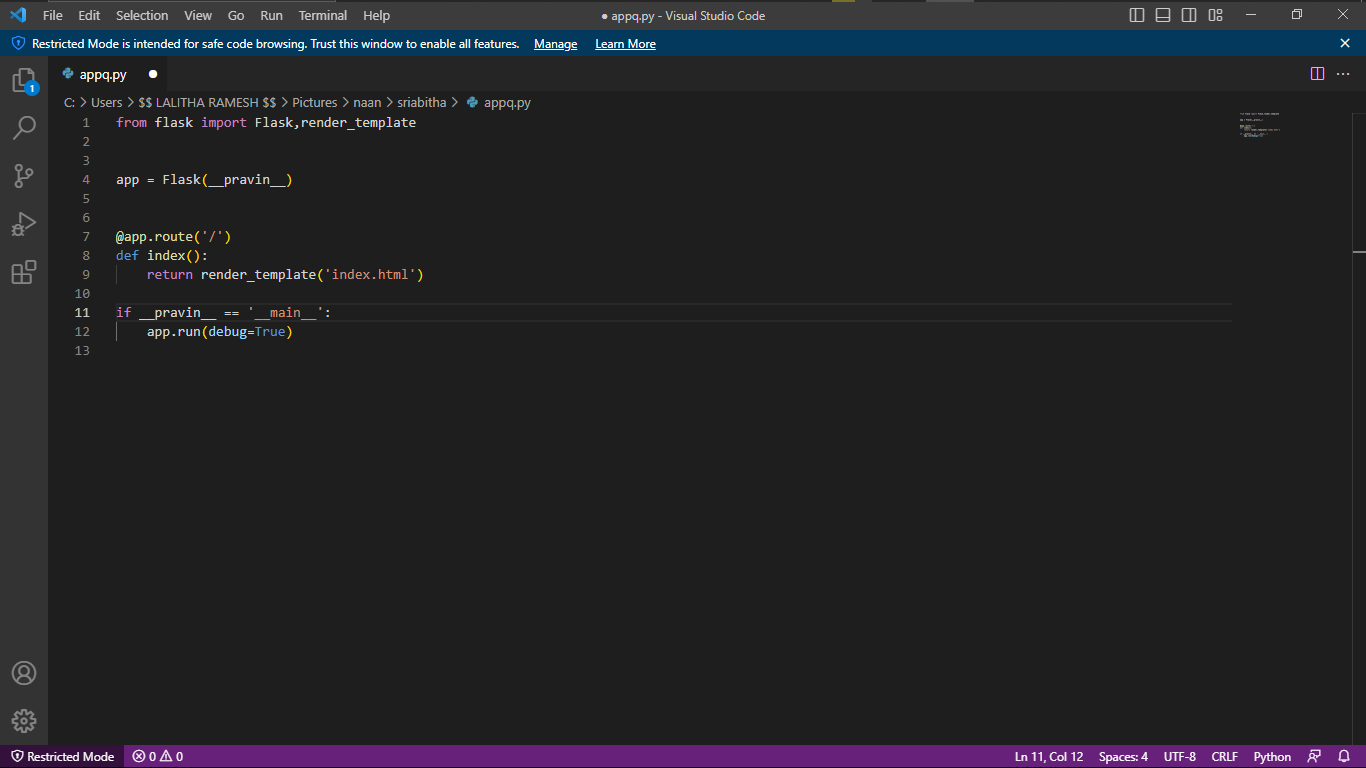 File Edit Selection View Go Run Terminal Help ● appq.py - Visual Studio Code
Restricted Mode is intended for safe code browsing. Trust this window to enable all features. Manage Learn More
1
appq.py
C: > Users > $$ LALITHA RAMESH $$ > Pictures > naan > sriabitha > appq.py
1 from flask import Flask,render_template
2
3
4 app = Flask(__pravin__)
5
6
7 @app.route('/')
8 def index():
9 return render_template('index.html')
10
11 if __pravin__ == '__main__':
12 app.run(debug=True)
13
Restricted Mode 0 0 Ln 11, Col 12 Spaces: 4 UTF-8 CRLF Python